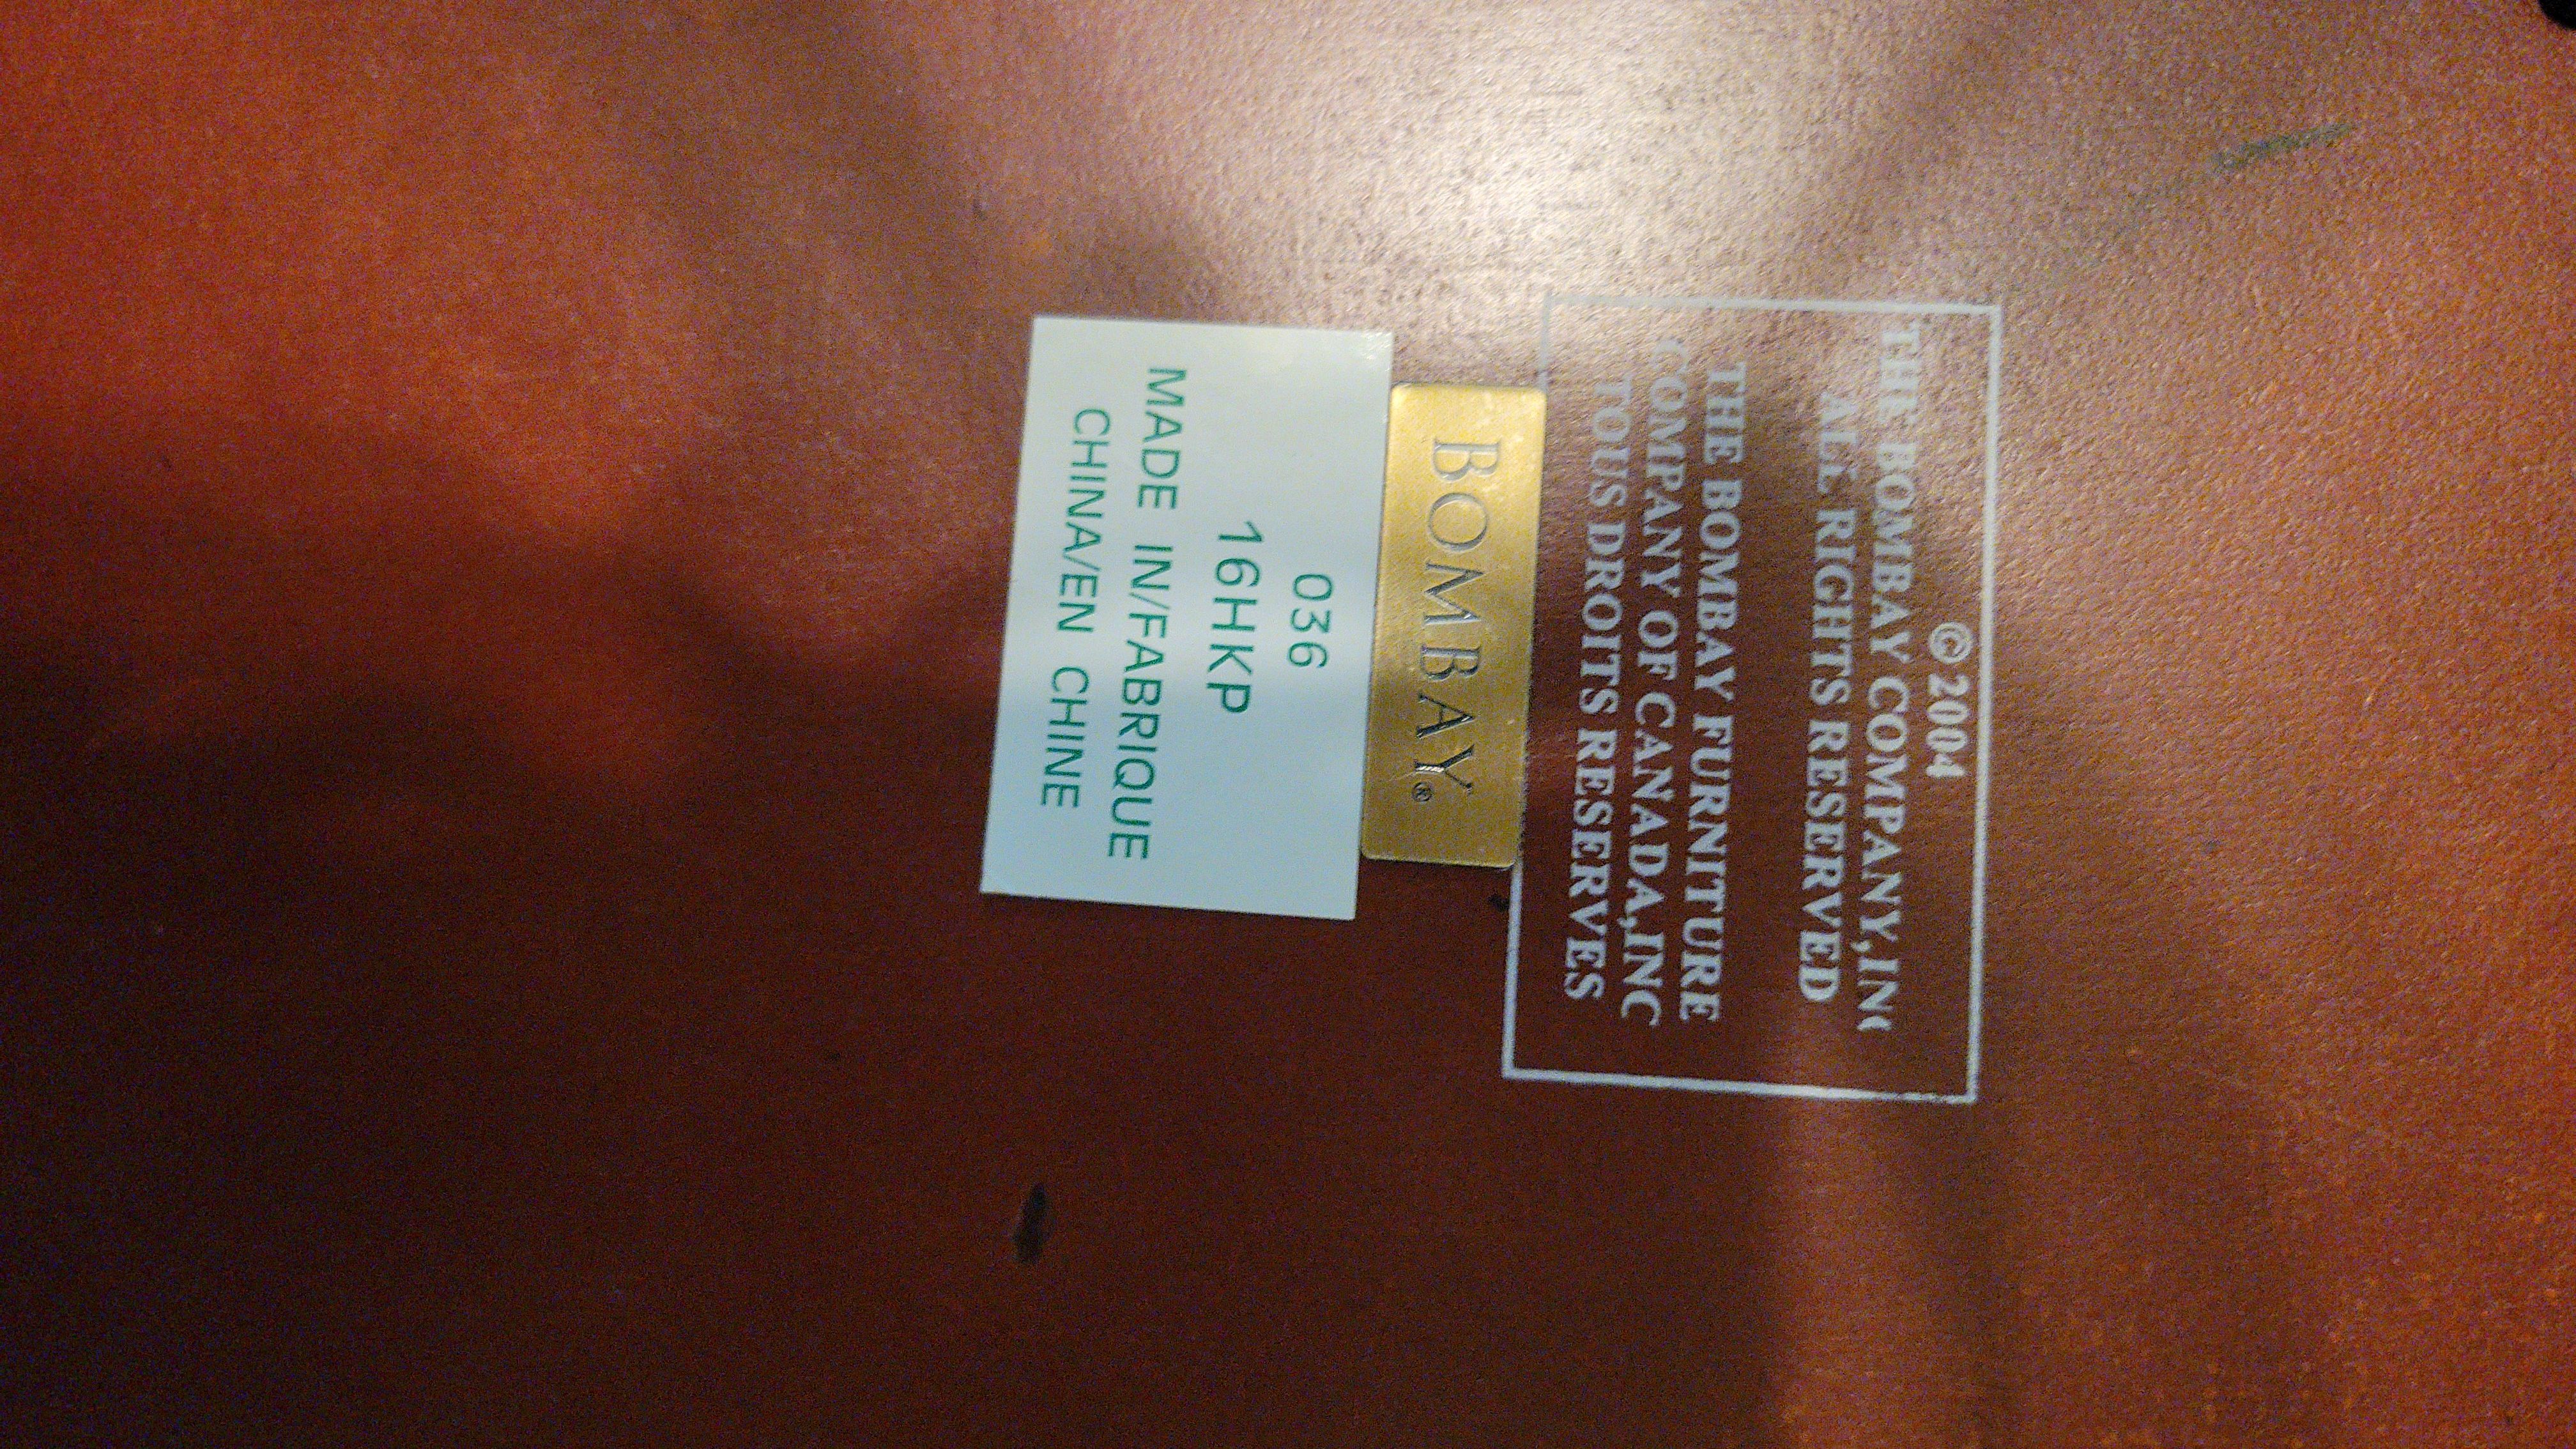 © 2004
THE BOMBAY COMPANY,INC
ALL RIGHTS RESERVED
THE BOMBAY FURNITURE
COMPANY OF CANADA,INC
TOUS DROITS RESERVES
BOMBAY®
036
16HKP
MADE IN/FABRIQUE
CHINA/EN CHINE